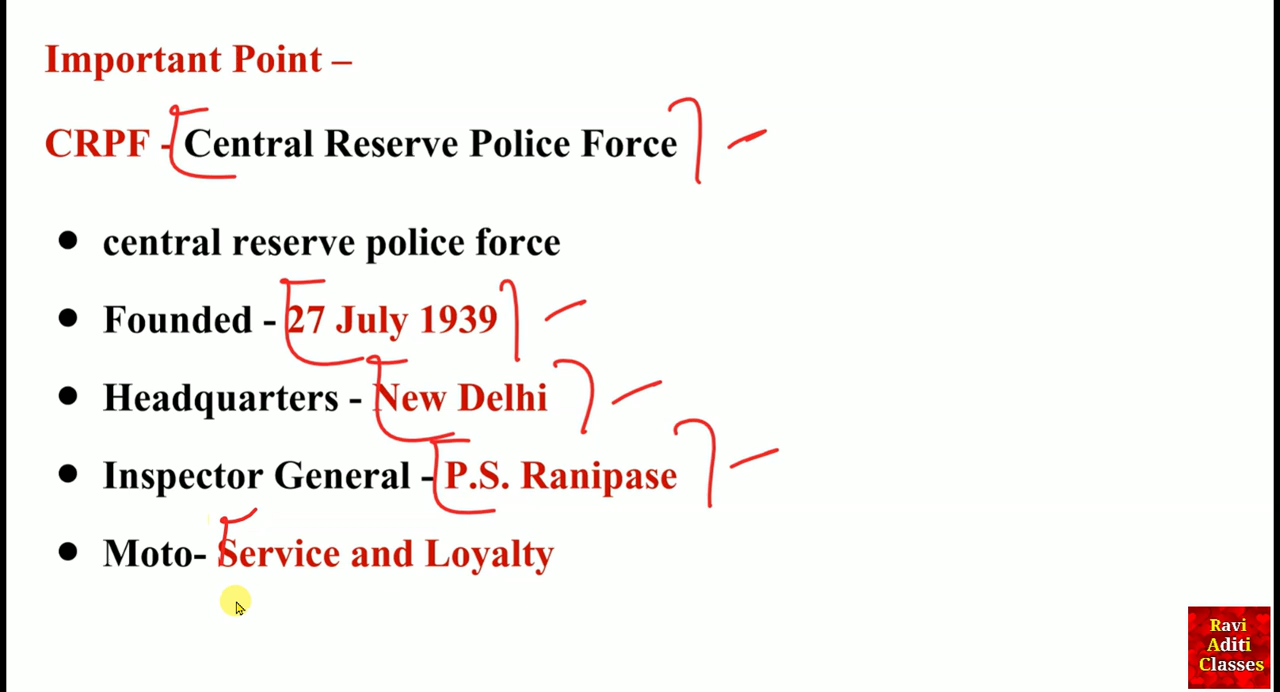 Important Point –
CRPF - Central Reserve Police Force
● central reserve police force
● Founded - 27 July 1939
● Headquarters - New Delhi
● Inspector General - P.S. Ranipase
● Moto- Service and Loyalty
Ravi
Aditi
Classes